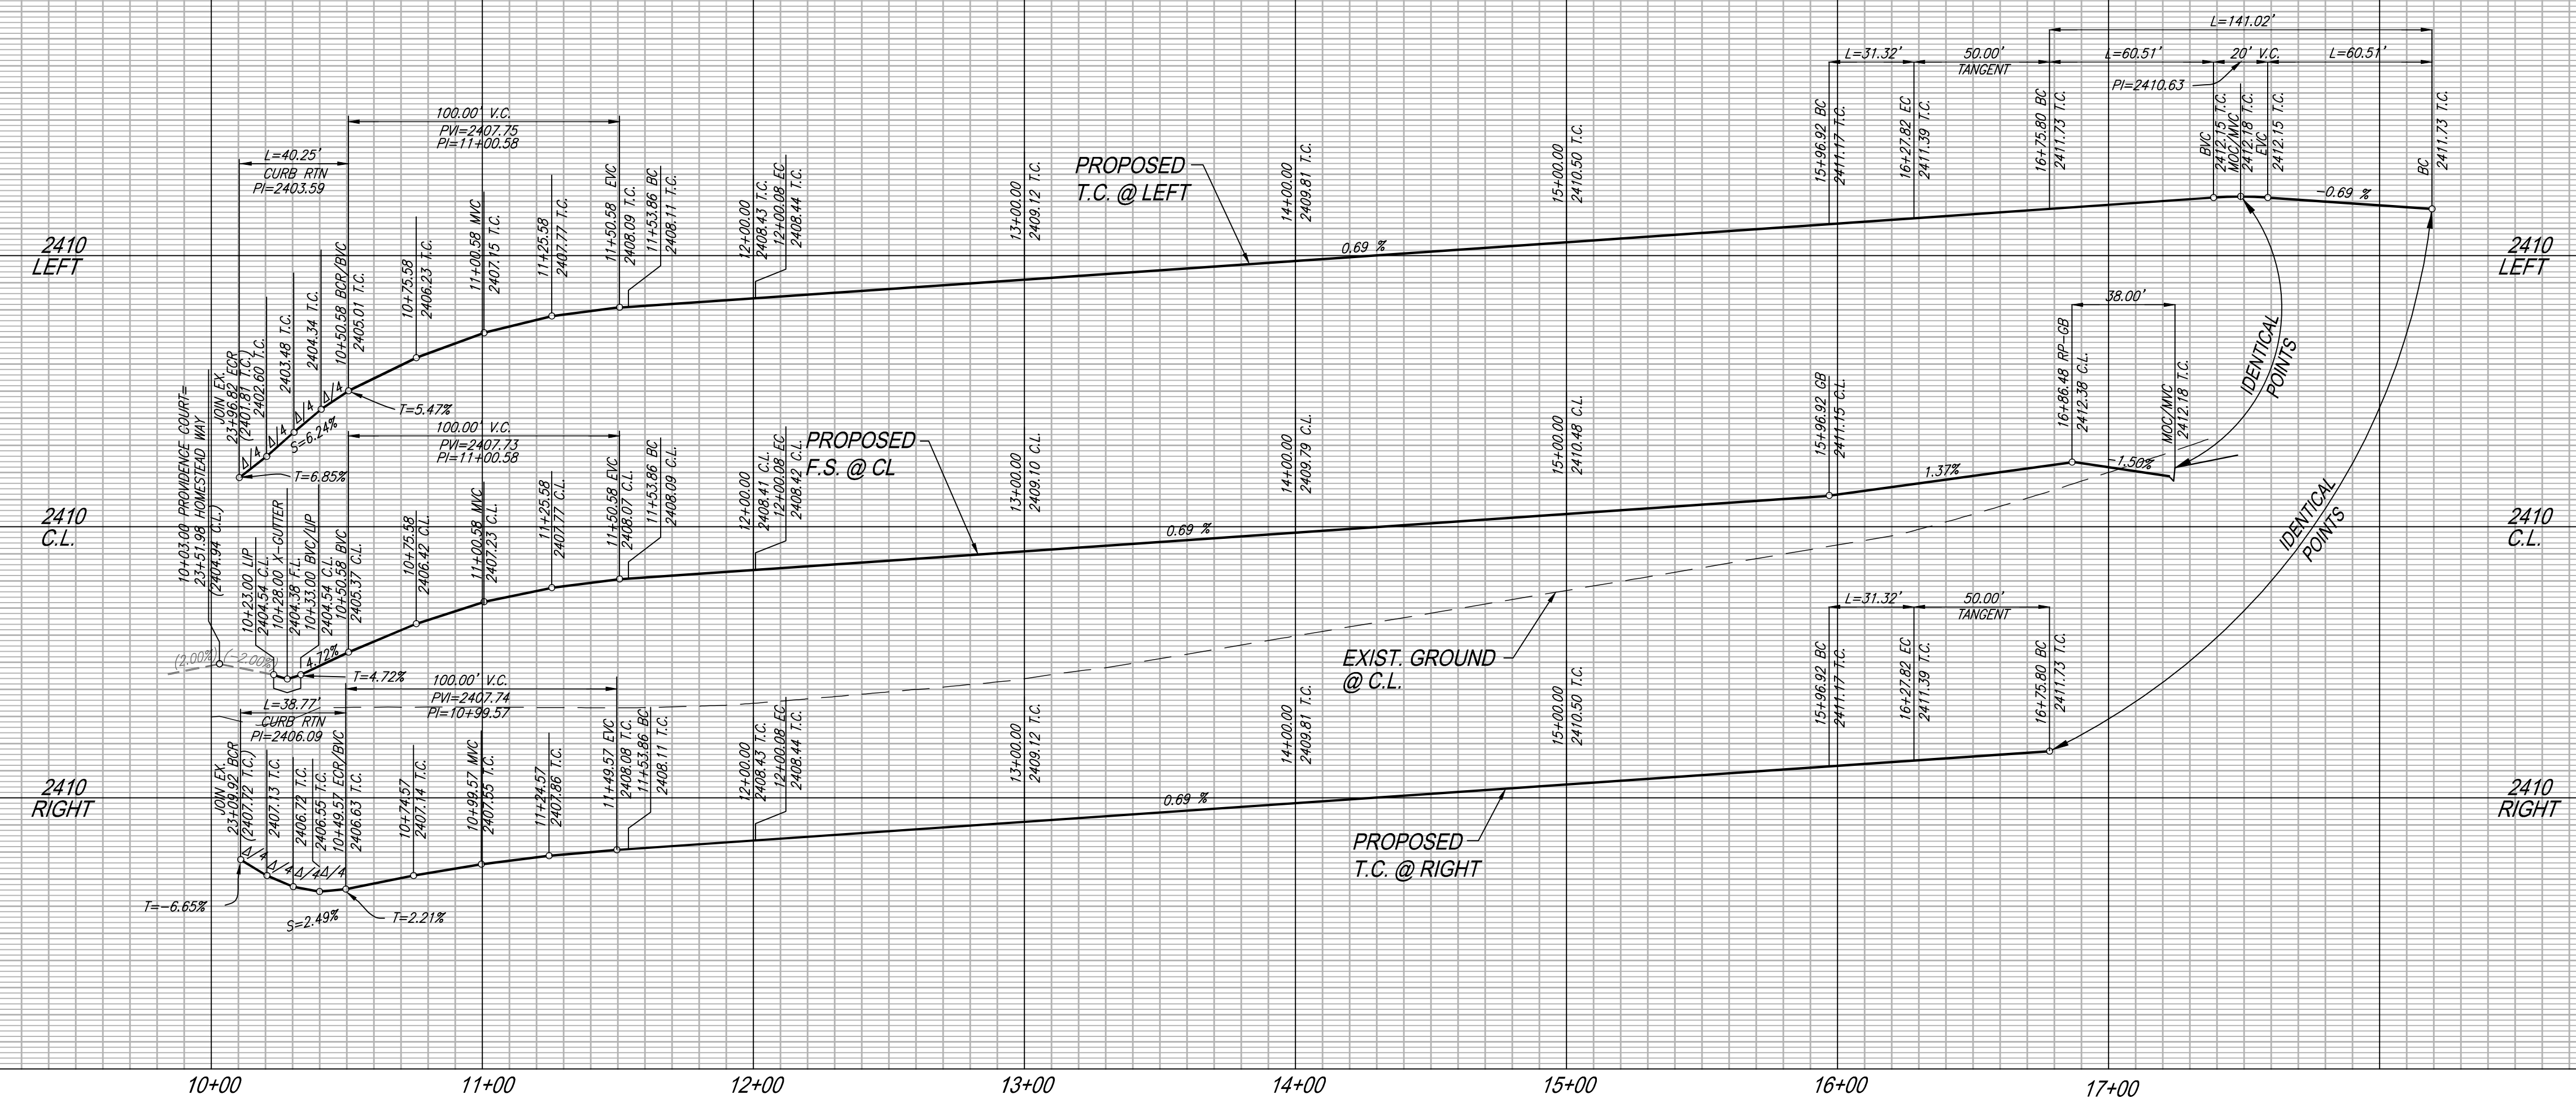 L=141.02'
L=31.32'
50.00'
TANGENT
L=60.51'
20' V.C.
L=60.51'
PI=2410.63
100.00' V.C.
PVI=2407.75
PI=11+00.58
L=40.25'
CURB RTN
PI=2403.59
JOIN EX.
23+96.82 ECR
(2401.81 T.C.)
2402.60 T.C.
2403.48 T.C.
2404.34 T.C.
10+50.58 BCR/BVC
2405.01 T.C.
10+75.58
2406.23 T.C.
11+00.58 MVC
2407.15 T.C.
11+25.58
2407.77 T.C.
11+50.58 EVC
2408.09 T.C.
11+53.86 BC
2408.11 T.C.
12+00.00
2408.43 T.C.
12+00.08 EC
2408.44 T.C.
13+00.00
2409.12 T.C.
PROPOSED
T.C. @ LEFT
14+00.00
2409.81 T.C.
15+00.00
2410.50 T.C.
15+96.92 BC
2411.17 T.C.
16+27.82 EC
2411.39 T.C.
16+75.80 BC
2411.73 T.C.
BVC
2412.15 T.C.
MOC/MVC
2412.18 T.C.
EVC
2412.15 T.C.
BC
2411.73 T.C.
-0.69 %
0.69 %
2410
LEFT
2410
LEFT
Δ/4
Δ/4
Δ/4
Δ/4
S=6.24%
T=5.47%
T=6.85%
38.00'
IDENTICAL
POINTS
10+03.00 PROVIDENCE COURT=
23+51.98 HOMESTEAD WAY
(2404.94 C.L.)
10+23.00 LIP
2404.54 C.L.
10+28.00 X-GUTTER
2404.38 F.L.
10+33.00 BVC/LIP
2404.54 C.L.
10+50.58 BVC
2405.37 C.L.
100.00' V.C.
PVI=2407.73
PI=11+00.58
10+75.58
2406.42 C.L.
11+00.58 MVC
2407.23 C.L.
11+25.58
2407.77 C.L.
11+50.58 EVC
2408.07 C.L.
11+53.86 BC
2408.09 C.L.
12+00.00
2408.41 C.L.
12+00.08 EC
2408.42 C.L.
PROPOSED
F.S. @ CL
13+00.00
2409.10 C.L.
14+00.00
2409.79 C.L.
15+00.00
2410.48 C.L.
15+96.92 GB
2411.15 C.L.
16+86.48 RP-GB
2412.38 C.L.
MOC/MVC
2412.18 T.C.
1.37%
-1.50%
0.69 %
2410
C.L.
2410
C.L.
IDENTICAL
POINTS
(2.00%)
(-2.00%)
4.72%
T=4.72%
EXIST. GROUND
@ C.L.
L=31.32'
50.00'
TANGENT
100.00' V.C.
PVI=2407.74
PI=10+99.57
L=38.77'
CURB RTN
PI=2406.09
JOIN EX.
23+09.92 BCR
(2407.72 T.C.)
2407.13 T.C.
2406.72 T.C.
2406.55 T.C.
10+49.57 ECR/BVC
2406.63 T.C.
10+74.57
2407.14 T.C.
10+99.57 MVC
2407.55 T.C.
11+24.57
2407.86 T.C.
11+49.57 EVC
2408.08 T.C.
11+53.86 BC
2408.11 T.C.
12+00.00
2408.43 T.C.
12+00.08 EC
2408.44 T.C.
13+00.00
2409.12 T.C.
14+00.00
2409.81 T.C.
15+00.00
2410.50 T.C.
15+96.92 BC
2411.17 T.C.
16+27.82 EC
2411.39 T.C.
16+75.80 BC
2411.73 T.C.
2410
RIGHT
2410
RIGHT
0.69 %
PROPOSED
T.C. @ RIGHT
Δ/4
Δ/4
Δ/4
Δ/4
T=-6.65%
S=2.49%
T=2.21%
10+00
11+00
12+00
13+00
14+00
15+00
16+00
17+00